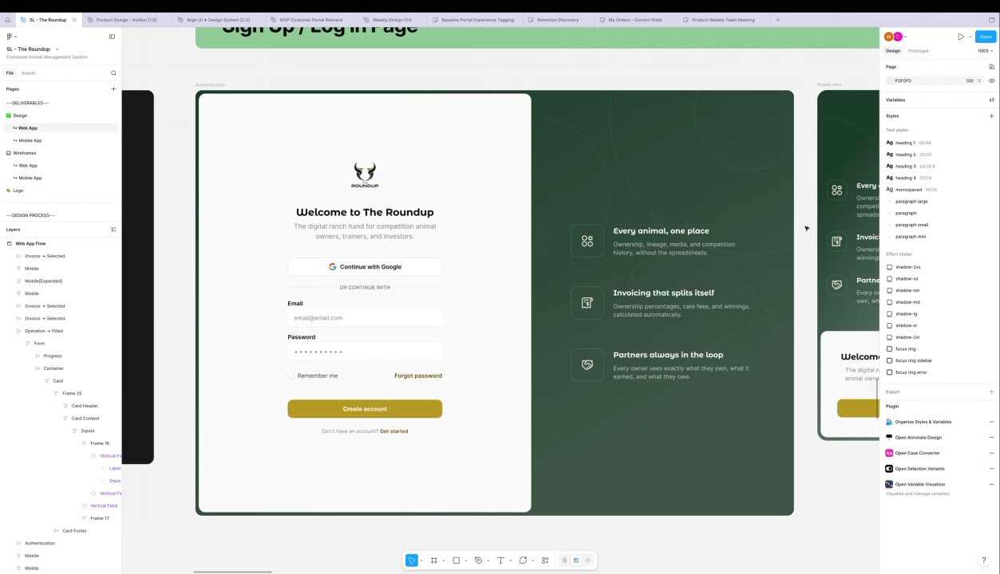 SL - The Roundup
Product Design - Insilico [1.0]
Align UI ✦ Design System [2.0]
MVP Customer Portal Rebrand
Weekly Design Crit
Baseline Portal Experience Tagging
Retention Discovery
My Orders - Current State
Product Weekly Team Meeting
SL - The Roundup
Contained Animal Management System
File
Assets
Pages
---DELIVERABLES---
Design
↳ Web App
↳ Mobile App
Wireframes
↳ Web App
↳ Mobile App
Logo
---DESIGN PROCESS---
Layers
Web App Flow
Invoice → Selected
Mobile
Mobile[Expanded]
Mobile
Invoice → Selected
Invoice → Selected
Operation → Filled
Form
Progress
Container
Card
Frame 25
Card Header
Card Content
Inputs
Frame 16
Vertical Fi
Label
Input
Vertical Fi
Vertical Field
Frame 17
Card Footer
Authentication
Mobile
Mobile
Sign Up / Log In Page
Authentication
THE
ROUNDUP
Welcome to The Roundup
The digital ranch hand for competition animal
owners, trainers, and investors.
Continue with Google
OR CONTINUE WITH
Email
email@email.com
Password
Remember me
Forgot password
Create account
Don't have an account? Get started
Every animal, one place
Ownership, lineage, media, and competition
history, without the spreadsheets.
Invoicing that splits itself
Ownership percentages, care fees, and winnings,
calculated automatically.
Partners always in the loop
Every owner sees exactly what they own, what it
earned, and what they owe.
Mobile Intro
Every
Owners
competi
spreads
Invoic
Owners
winning
Partne
Every o
own, wh
Welcome
The digital r
animal owne
W
C
Share
Design
Prototype
106%
Page
F0F0F0
100
%
Variables
Styles
Text styles
Ag heading 1 · 48/48
Ag heading 2 · 30/30
Ag heading 3 · 24/28.8
Ag heading 4 · 20/24
Ag monospaced · 16/24
paragraph large
paragraph
paragraph small
paragraph mini
Effect styles
shadow-2xs
shadow-xs
shadow-sm
shadow-md
shadow-lg
shadow-xl
shadow-2xl
focus ring
focus ring sidebar
focus ring error
Export
Plugin
Organize Styles & Variables
Open Annotate Design
Aa
Open Case Converter
Open Selection Variants
Open Variable Visualizer
Visualize and manage variables
?